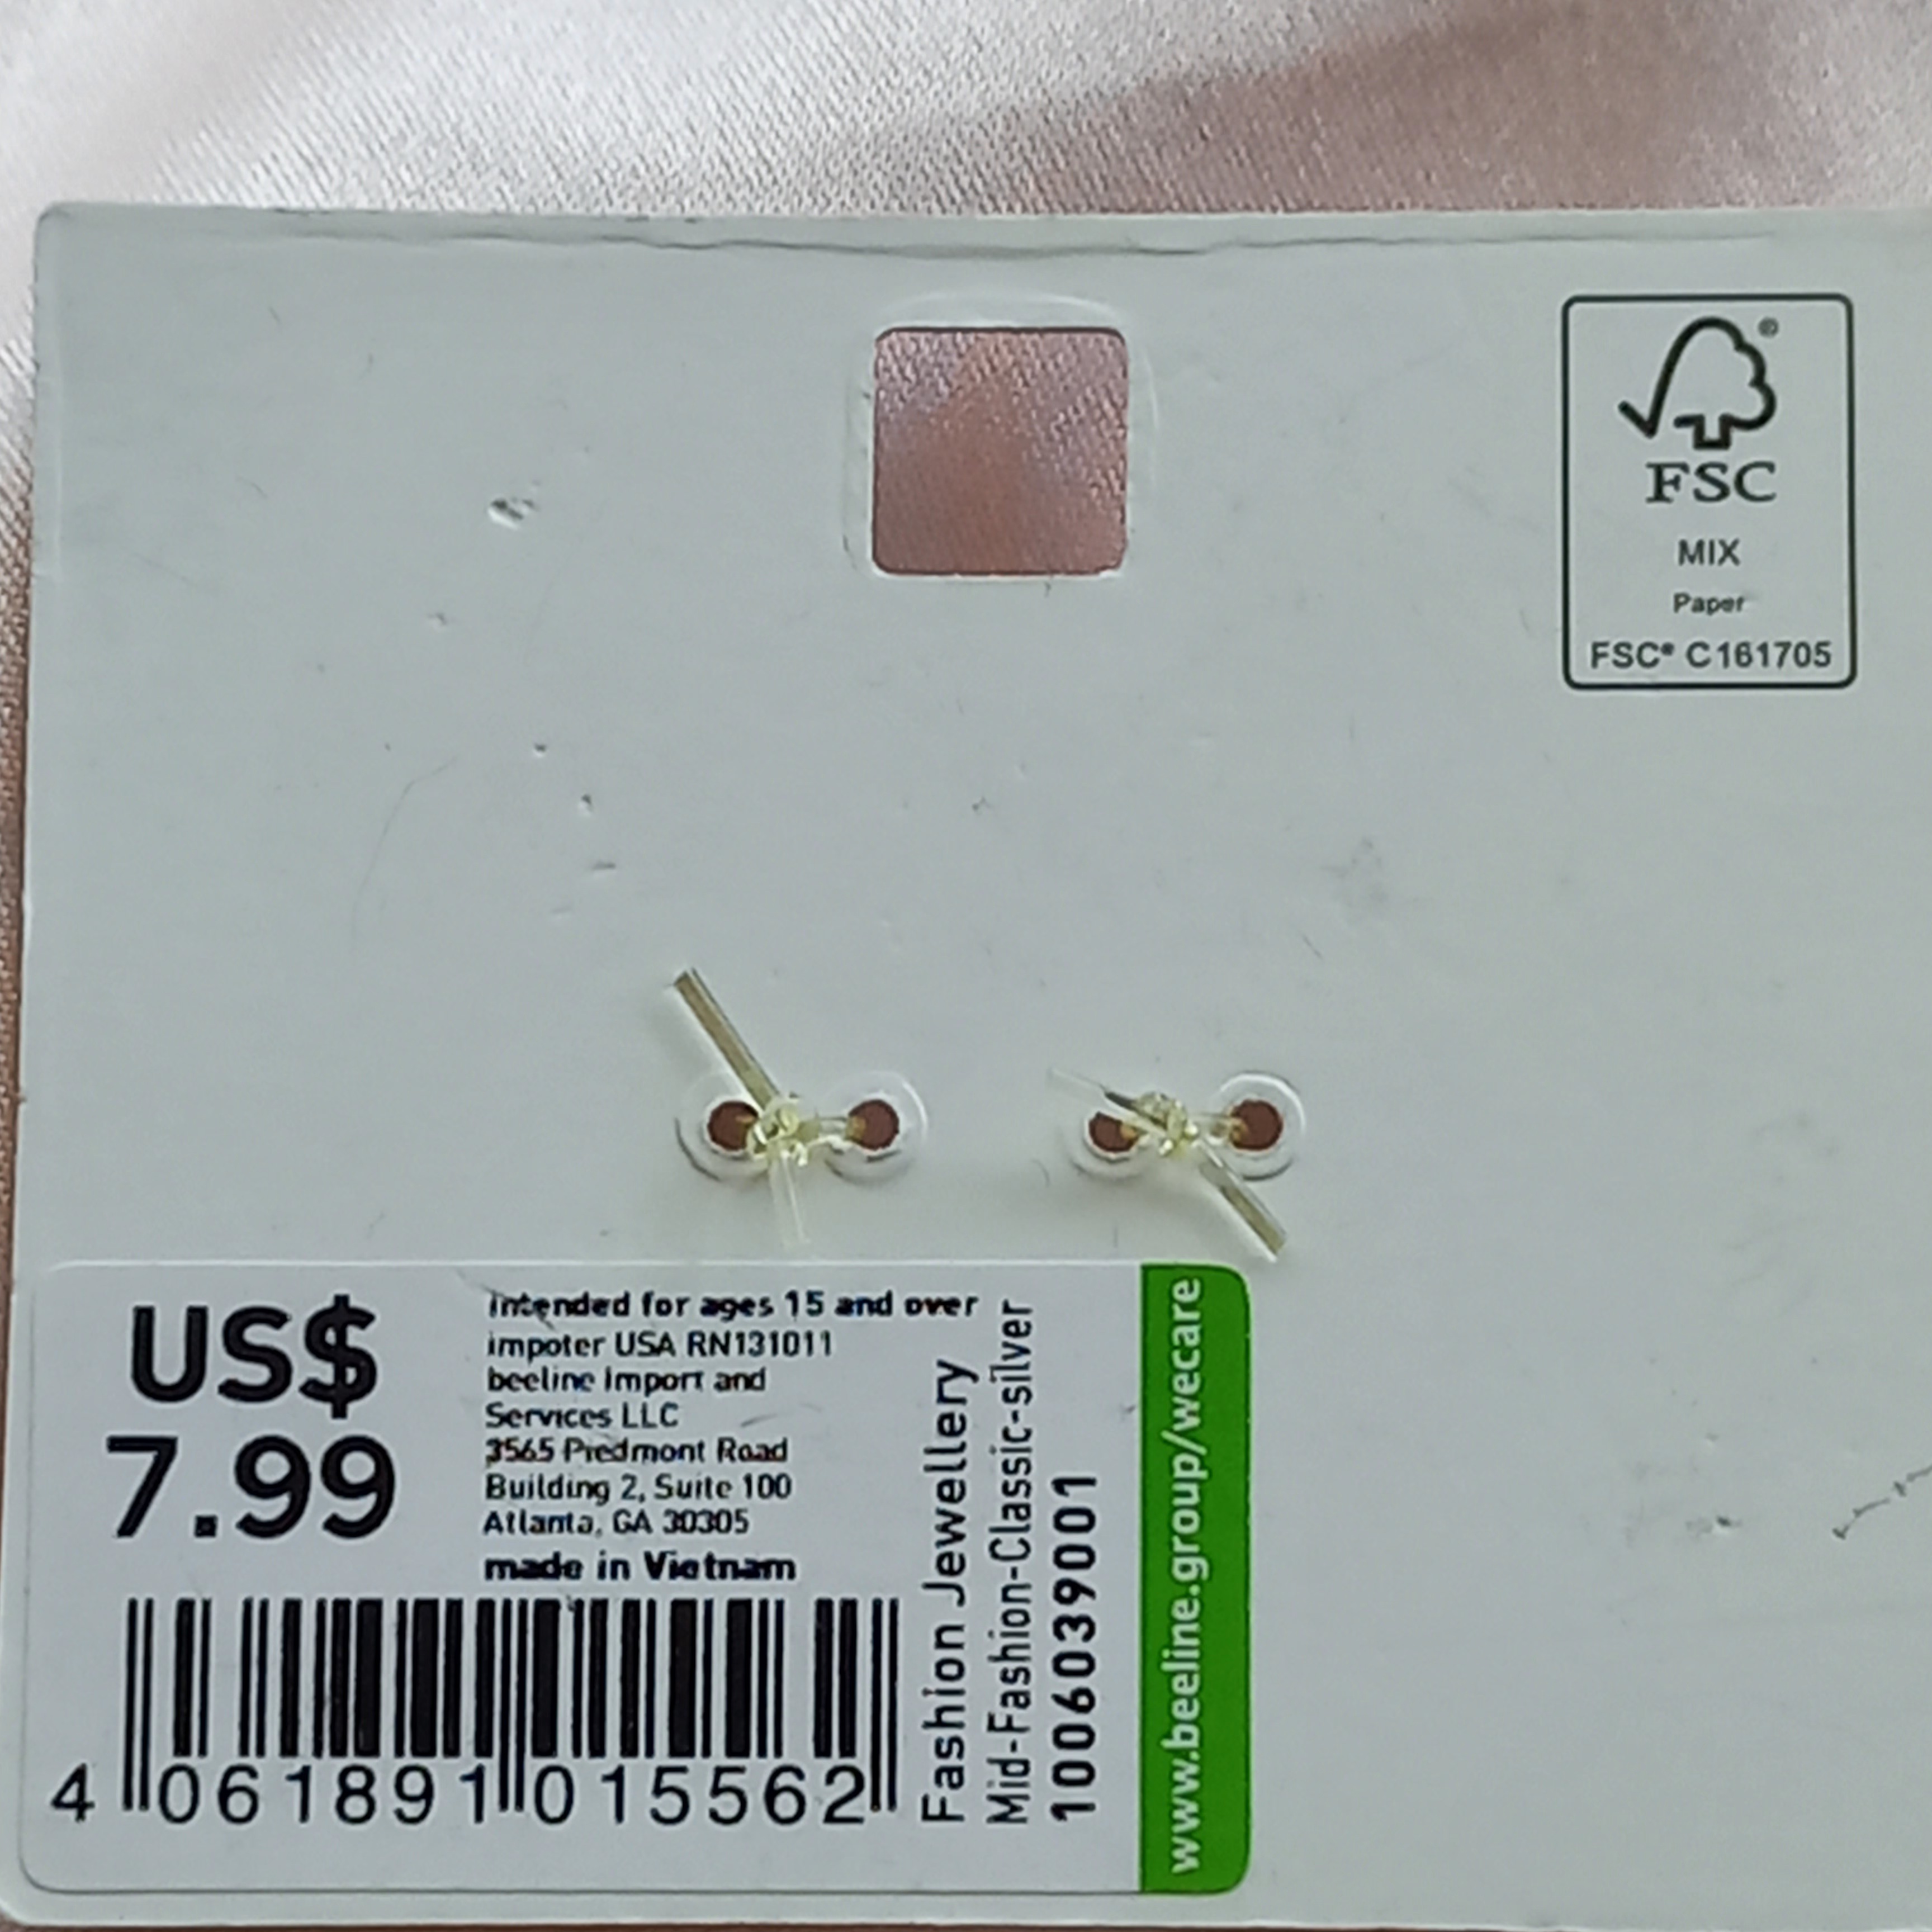 ®
FSC
MIX
Paper
FSC® C161705
US$
7.99
Intended for ages 15 and over
impoter USA RN131011
beeline Import and
Services LLC
3565 Piedmont Road
Building 2, Suite 100
Atlanta, GA 30305
made in Vietnam
4 061891 015562
Fashion Jewellery
Mid-Fashion-Classic-silver
1006039001
www.beeline.group/wecare